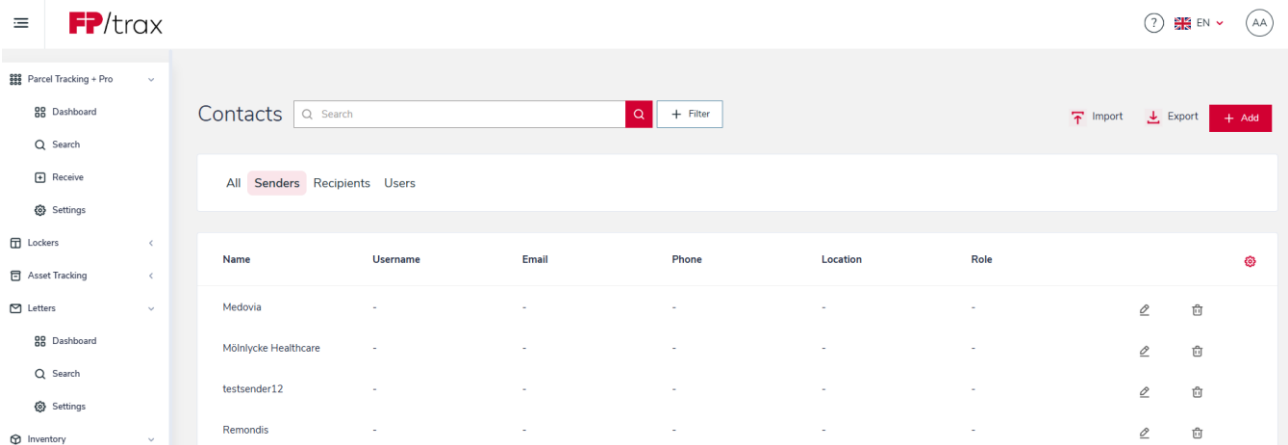 FP/trax
? EN AA
Parcel Tracking + Pro
Dashboard
Search
Receive
Settings
Lockers
Asset Tracking
Letters
Dashboard
Search
Settings
Inventory
Contacts Search + Filter Import Export + Add
All Senders Recipients Users
Name Username Email Phone Location Role
Medovia - - - - -
Mölnlycke Healthcare - - - - -
testsender12 - - - - -
Remondis - - - - -